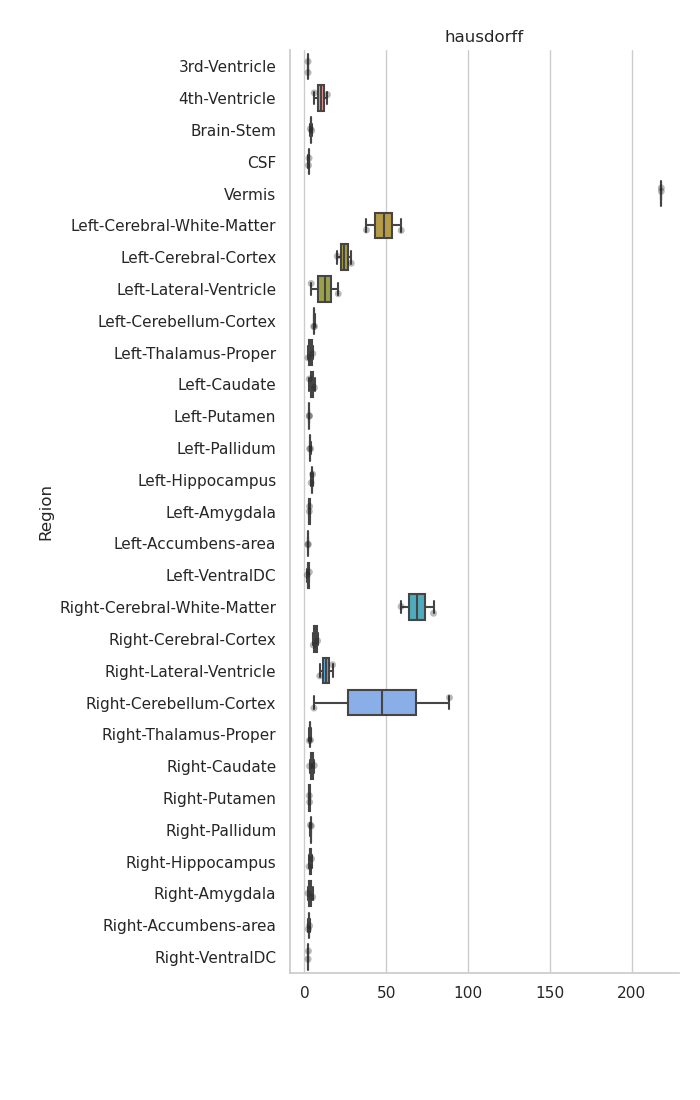 hausdorff
3rd-Ventricle
4th-Ventricle
Brain-Stem
CSF
Vermis
Left-Cerebral-White-Matter
Left-Cerebral-Cortex
Left-Lateral-Ventricle
Left-Cerebellum-Cortex
Left-Thalamus-Proper
Left-Caudate
Left-Putamen
Left-Pallidum
Left-Hippocampus
Left-Amygdala
Left-Accumbens-area
Left-VentralDC
Right-Cerebral-White-Matter
Right-Cerebral-Cortex
Right-Lateral-Ventricle
Right-Cerebellum-Cortex
Right-Thalamus-Proper
Right-Caudate
Right-Putamen
Right-Pallidum
Right-Hippocampus
Right-Amygdala
Right-Accumbens-area
Right-VentralDC
Region
0 50 100 150 200